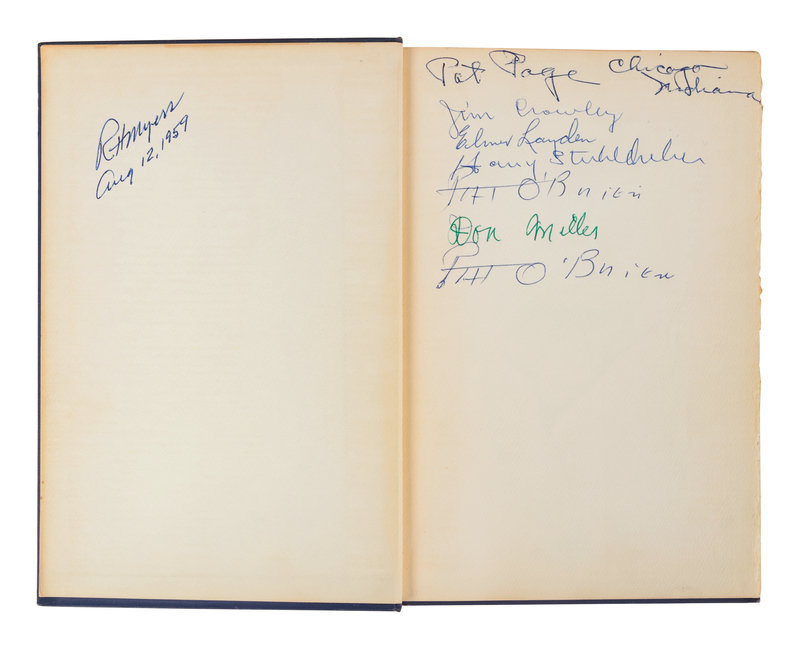 R H Myers
Aug 12, 1959
Pat Page Chicago
Indiana
Jim Crowley
Elmer Layden
Harry Stuhldreher
Pat O'Brien
Don Miller
Pat O'Brien